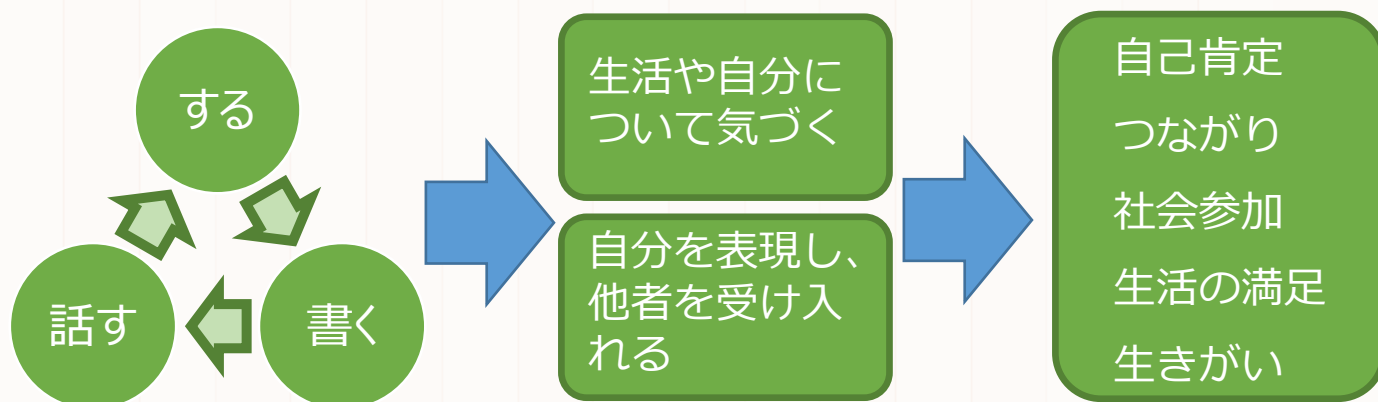 する
書く
話す
生活や自分に
ついて気づく
自分を表現し、
他者を受け入
れる
自己肯定
つながり
社会参加
生活の満足
生きがい